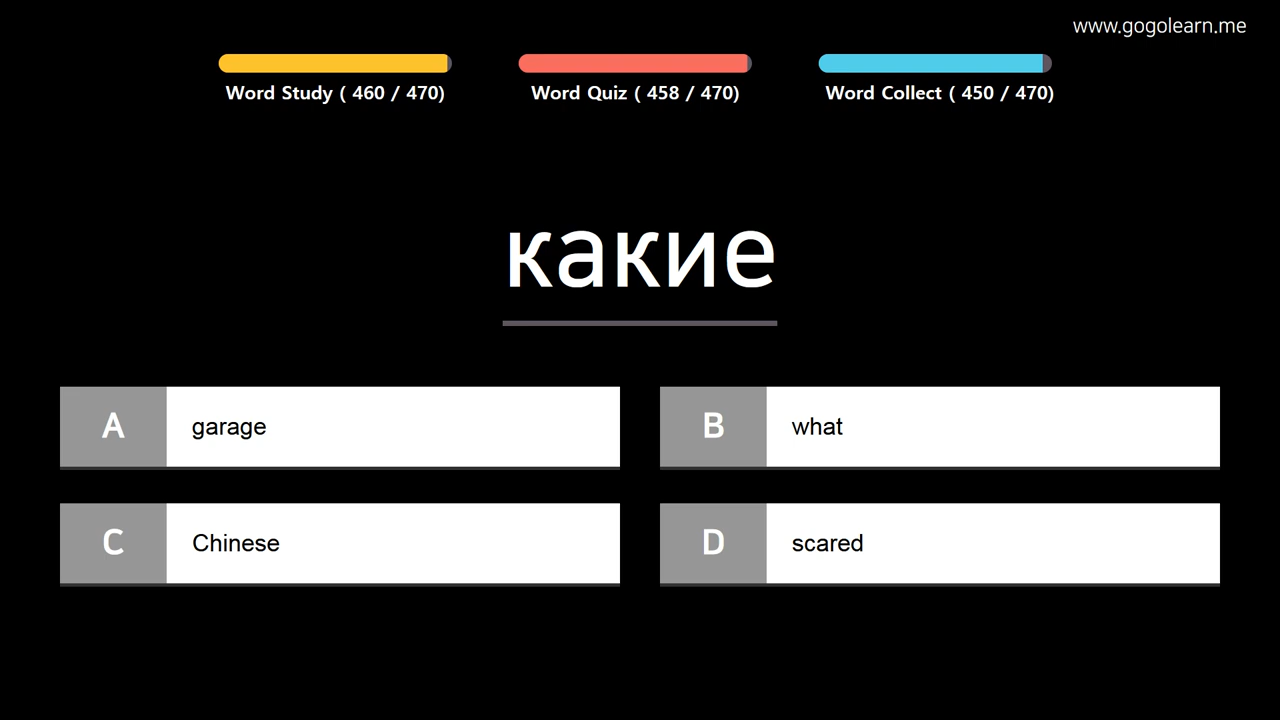 www.gogolearn.me
Word Study ( 460 / 470)
Word Quiz ( 458 / 470)
Word Collect ( 450 / 470)
какие
A garage
B what
C Chinese
D scared